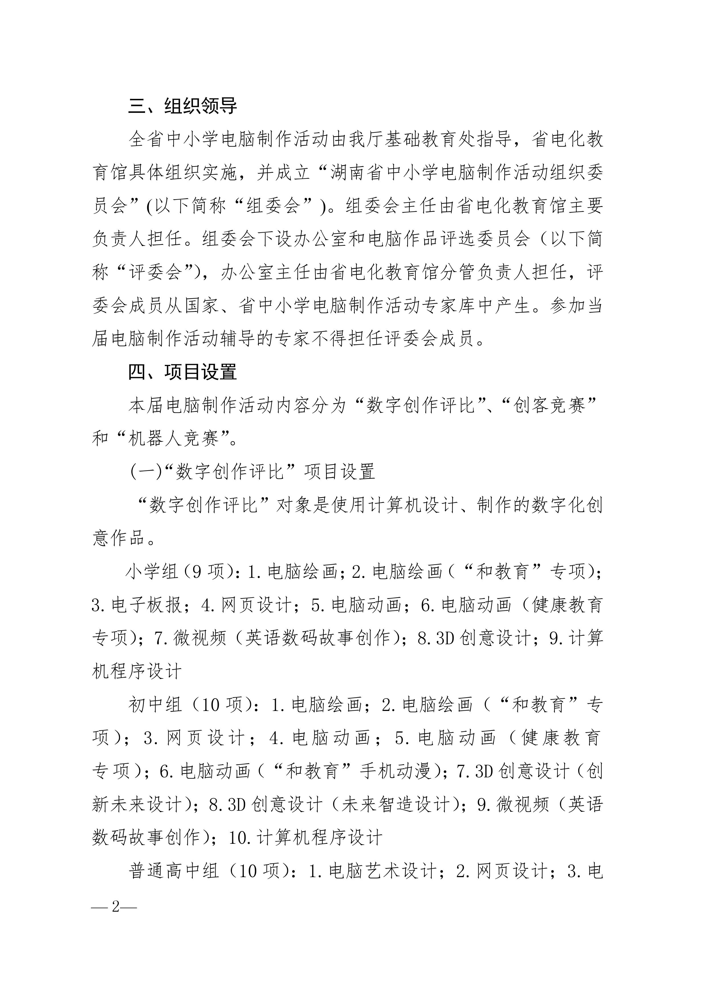 三、组织领导
全省中小学电脑制作活动由我厅基础教育处指导，省电化教
育馆具体组织实施，并成立“湖南省中小学电脑制作活动组织委
员会”(以下简称“组委会”)。组委会主任由省电化教育馆主要
负责人担任。组委会下设办公室和电脑作品评选委员会（以下简
称“评委会”），办公室主任由省电化教育馆分管负责人担任，评
委会成员从国家、省中小学电脑制作活动专家库中产生。参加当
届电脑制作活动辅导的专家不得担任评委会成员。
四、项目设置
本届电脑制作活动内容分为“数字创作评比”、“创客竞赛”
和“机器人竞赛”。
(一)“数字创作评比”项目设置
“数字创作评比”对象是使用计算机设计、制作的数字化创
意作品。
小学组（9 项）：1.电脑绘画；2.电脑绘画（“和教育”专项）；
3.电子板报；4.网页设计；5.电脑动画；6.电脑动画（健康教育
专项）；7.微视频（英语数码故事创作）；8.3D 创意设计；9.计算
机程序设计
初中组（10 项）：1.电脑绘画；2.电脑绘画（“和教育”专
项）；3.网页设计；4.电脑动画；5.电脑动画（健康教育
专项）；6.电脑动画（“和教育”手机动漫）；7.3D 创意设计（创
新未来设计）；8.3D 创意设计（未来智造设计）；9.微视频（英语
数码故事创作）；10.计算机程序设计
普通高中组（10 项）：1.电脑艺术设计；2.网页设计；3.电
— 2—